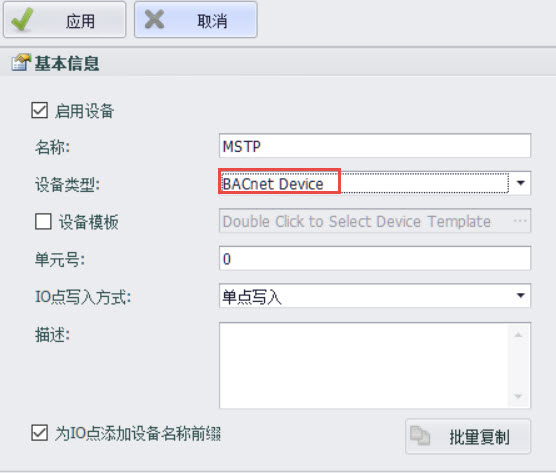 应用 取消
基本信息
启用设备
名称: MSTP
设备类型: BACnet Device
设备模板 Double Click to Select Device Template ···
单元号: 0
IO点写入方式: 单点写入
描述:
为IO点添加设备名称前缀 批量复制